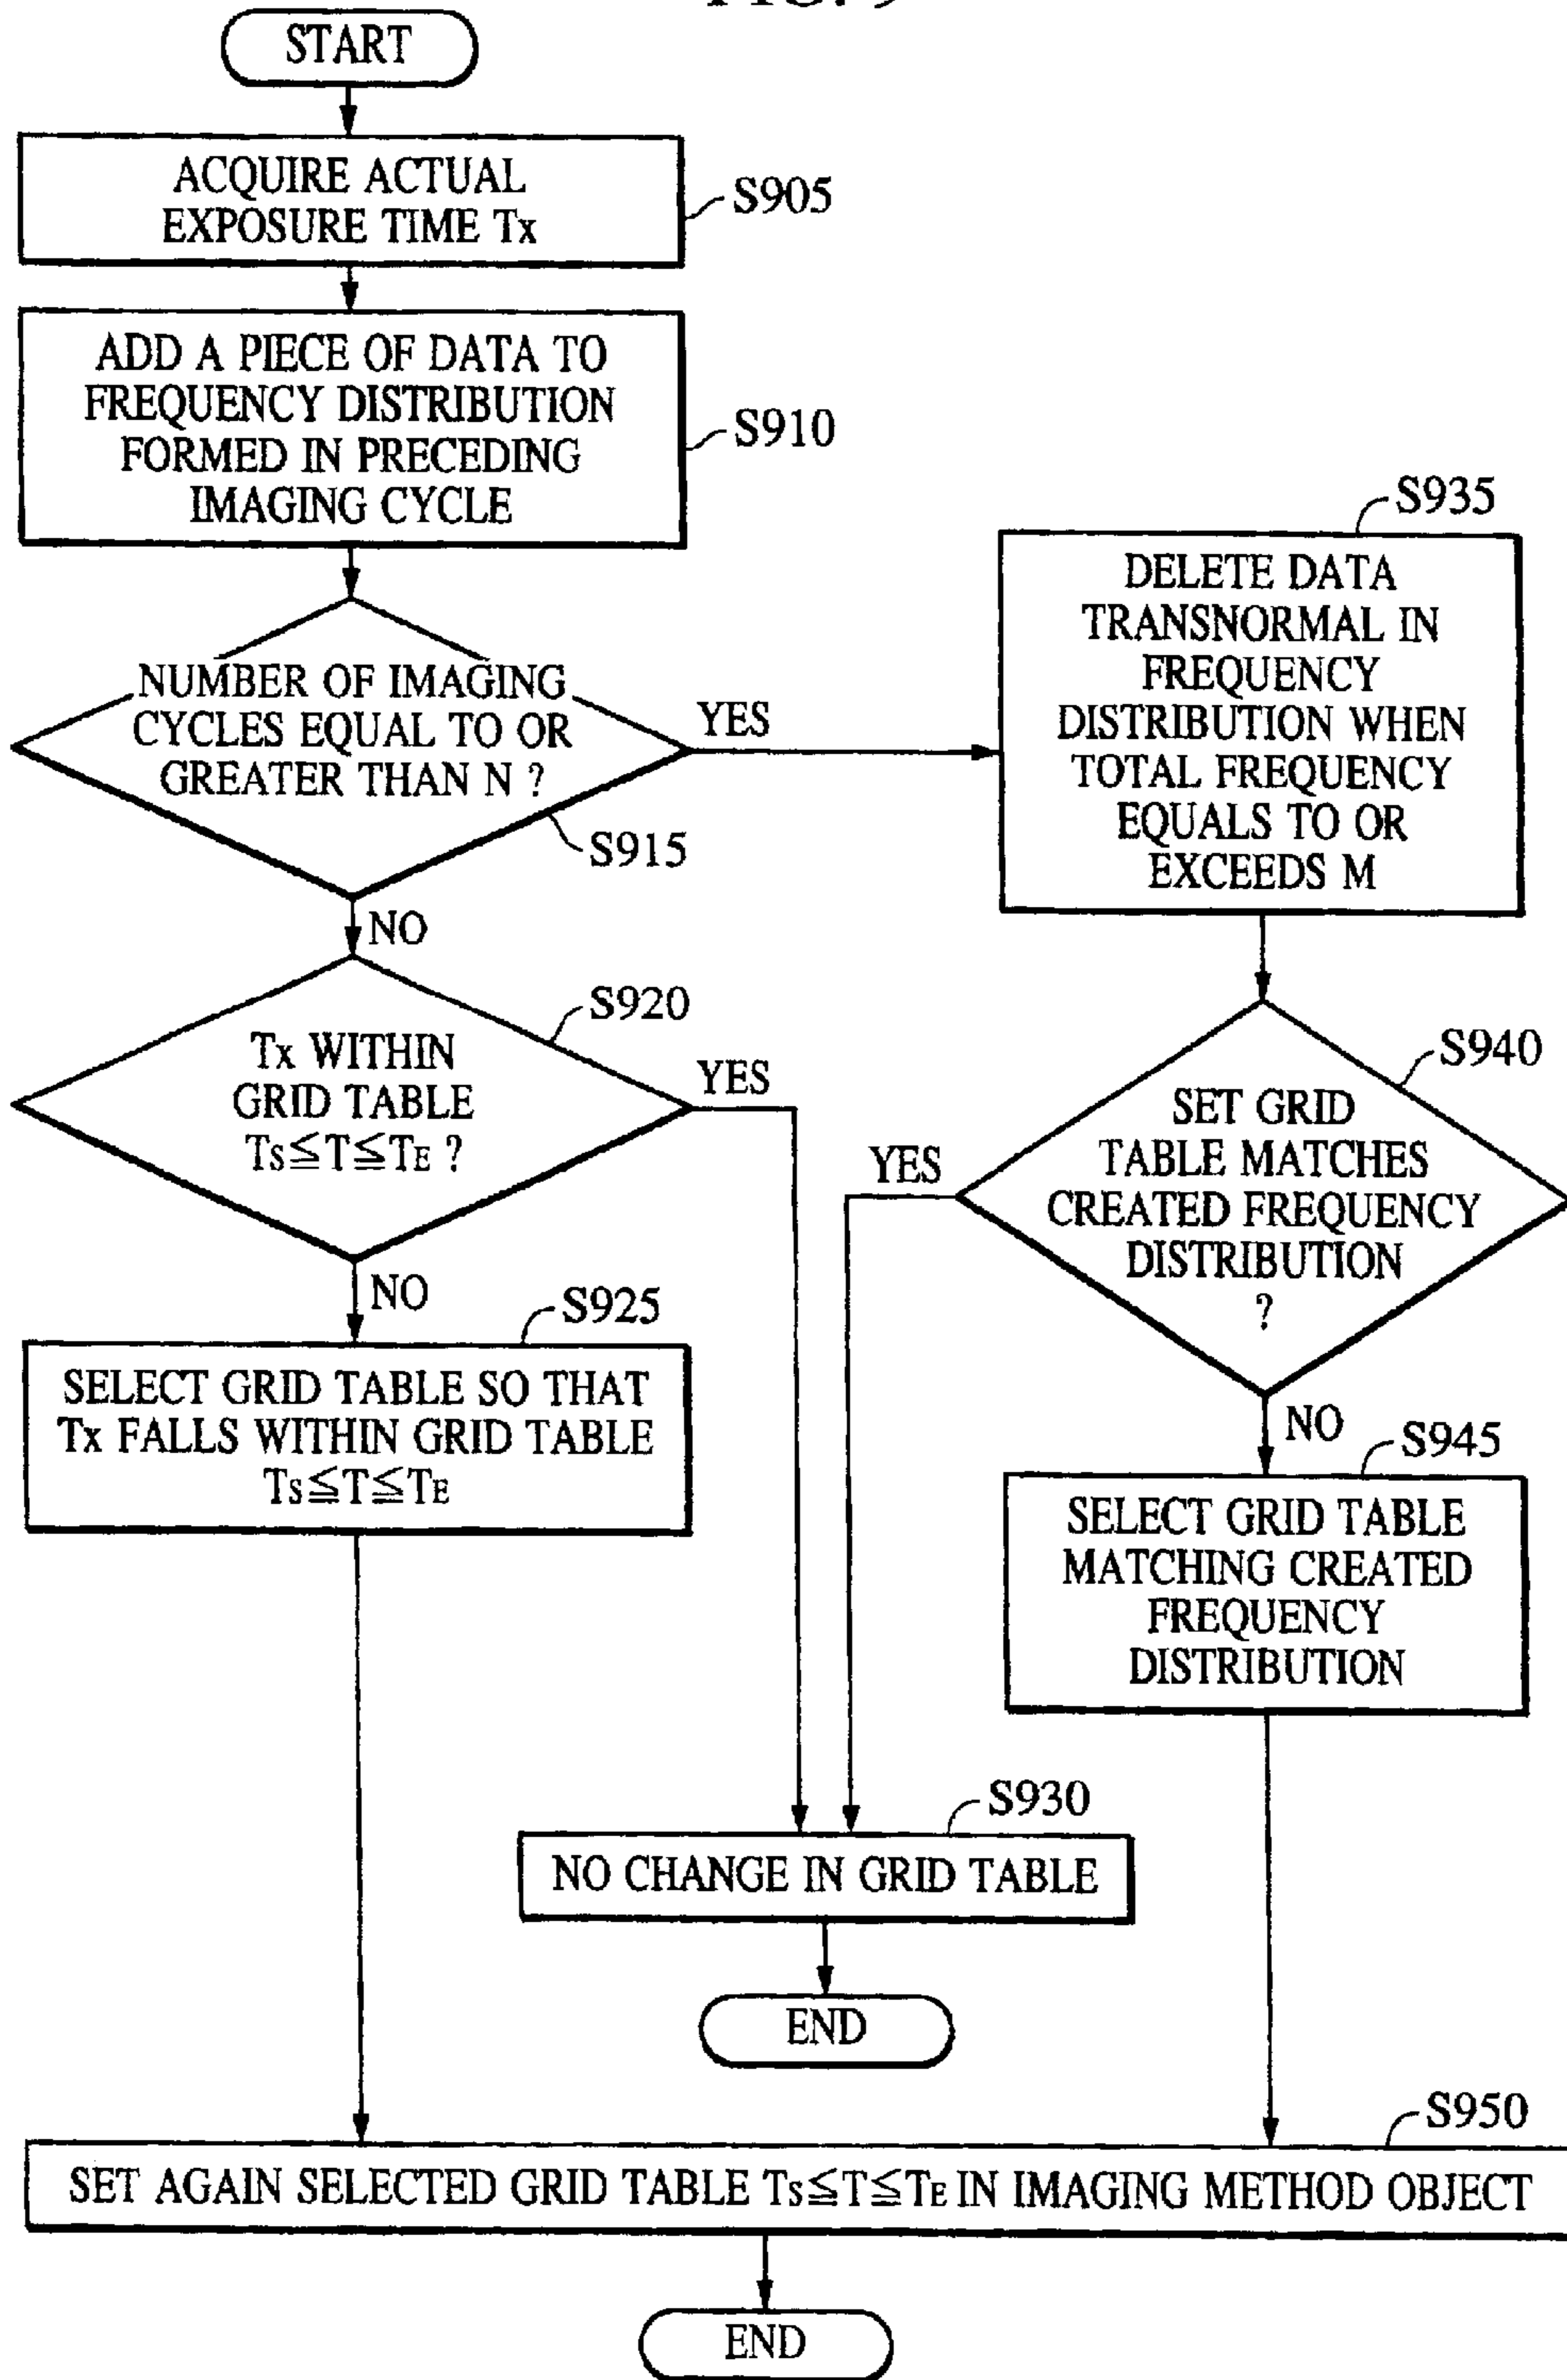 START
ACQUIRE ACTUAL
EXPOSURE TIME Tx
S905
ADD A PIECE OF DATA TO
FREQUENCY DISTRIBUTION
FORMED IN PRECEDING
IMAGING CYCLE
S910
NUMBER OF IMAGING
CYCLES EQUAL TO OR
GREATER THAN N ?
YES
S915
NO
S935
DELETE DATA
TRANSNORMAL IN
FREQUENCY
DISTRIBUTION WHEN
TOTAL FREQUENCY
EQUALS TO OR
EXCEEDS M
S920
Tx WITHIN
GRID TABLE
Ts≦T≦TE ?
YES
NO
S940
SET GRID
TABLE MATCHES
CREATED FREQUENCY
DISTRIBUTION
?
YES
NO
S925
SELECT GRID TABLE SO THAT
Tx FALLS WITHIN GRID TABLE
Ts≦T≦TE
S945
SELECT GRID TABLE
MATCHING CREATED
FREQUENCY
DISTRIBUTION
S930
NO CHANGE IN GRID TABLE
END
S950
SET AGAIN SELECTED GRID TABLE Ts≦T≦TE IN IMAGING METHOD OBJECT
END